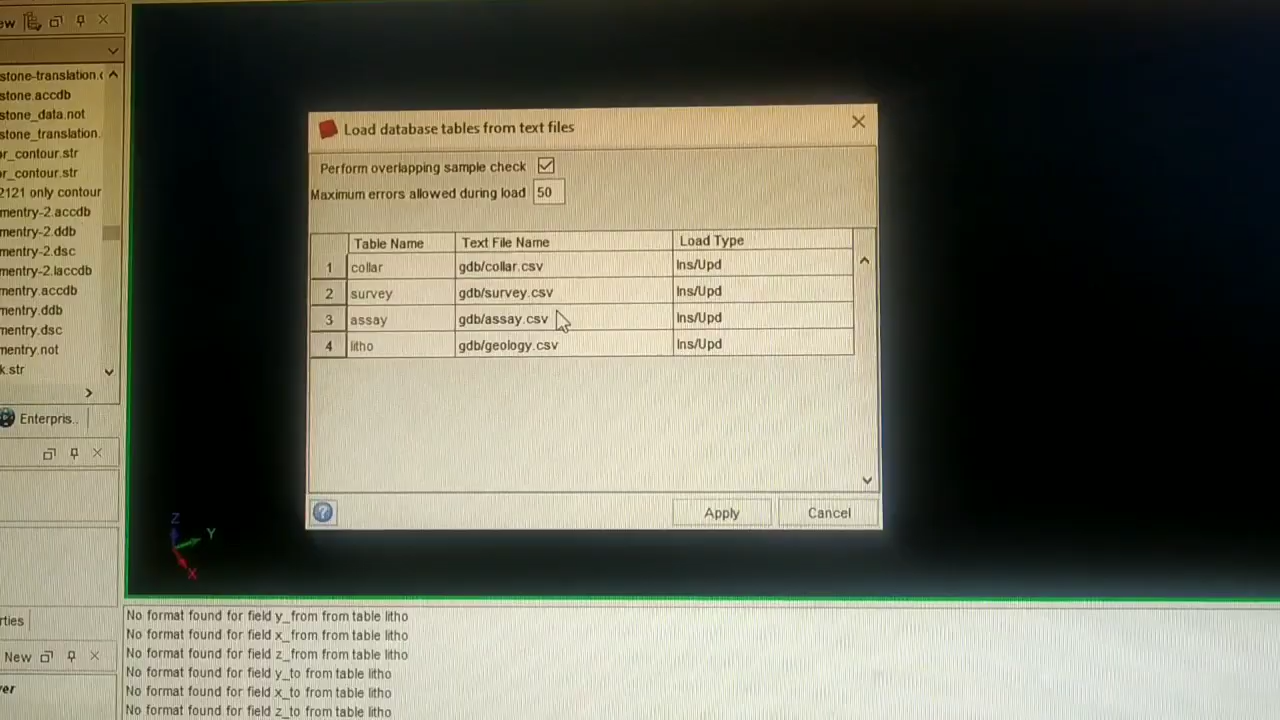 ew
stone-translation.
stone.accdb
stone_data.not
stone_translation.
or_contour.str
or_contour.str
2121 only contour
mentry-2.accdb
mentry-2.ddb
mentry-2.dsc
mentry-2.laccdb
mentry.accdb
mentry.ddb
mentry.dsc
mentry.not
k.str
Enterpris..
rties
New
er
Load database tables from text files
Perform overlapping sample check
Maximum errors allowed during load 50
Table Name Text File Name Load Type
1 collar gdb/collar.csv Ins/Upd
2 survey gdb/survey.csv Ins/Upd
3 assay gdb/assay.csv Ins/Upd
4 litho gdb/geology.csv Ins/Upd
? Apply Cancel
Z
Y
X
No format found for field y_from from table litho
No format found for field x_from from table litho
No format found for field z_from from table litho
No format found for field y_to from table litho
No format found for field x_to from table litho
No format found for field z_to from table litho